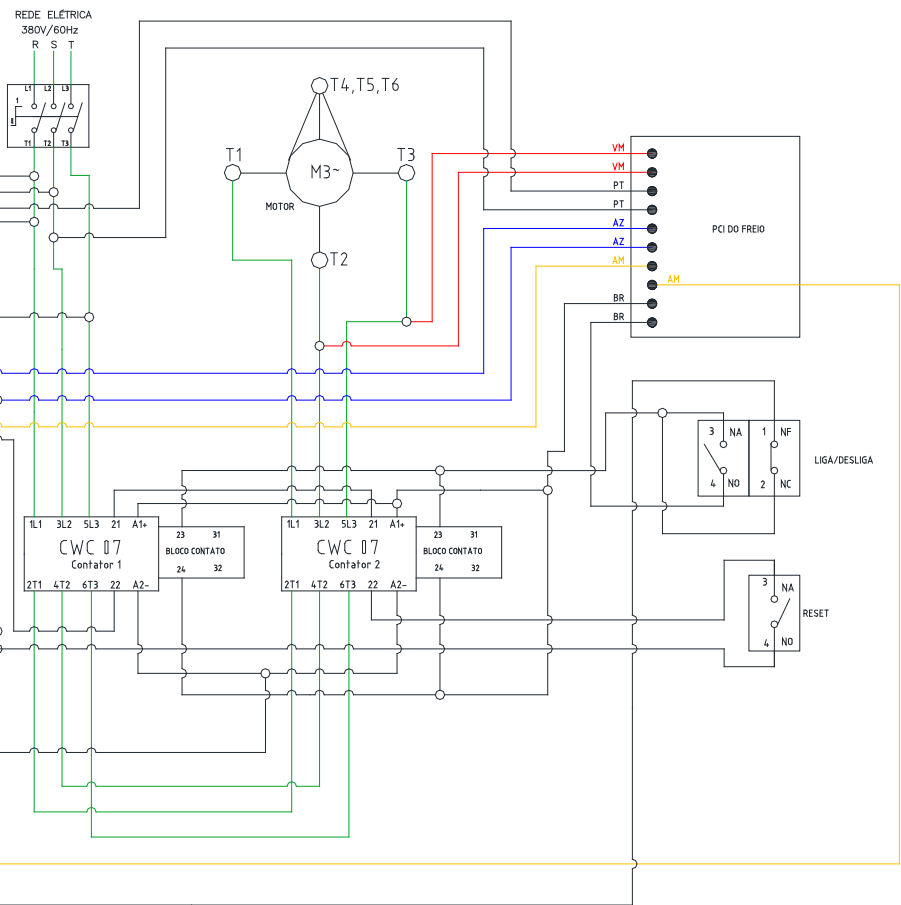 REDE ELÉTRICA
380V/60Hz
R S T
L1 L2 L3
1
T1 T2 T3
T4,T5,T6
T1
T3
M3~
MOTOR
T2
VM
VM
PT
PT
AZ
AZ
AM
AM
BR
BR
PCI DO FREIO
3 NA
4 NO
1 NF
2 NC
LIGA/DESLIGA
1L1 3L2 5L3 21 A1+
CWC 07
Contator 1
2T1 4T2 6T3 22 A2-
23 31
BLOCO CONTATO
24 32
1L1 3L2 5L3 21 A1+
CWC 07
Contator 2
2T1 4T2 6T3 22 A2-
23 31
BLOCO CONTATO
24 32
3 NA
4 NO
RESET